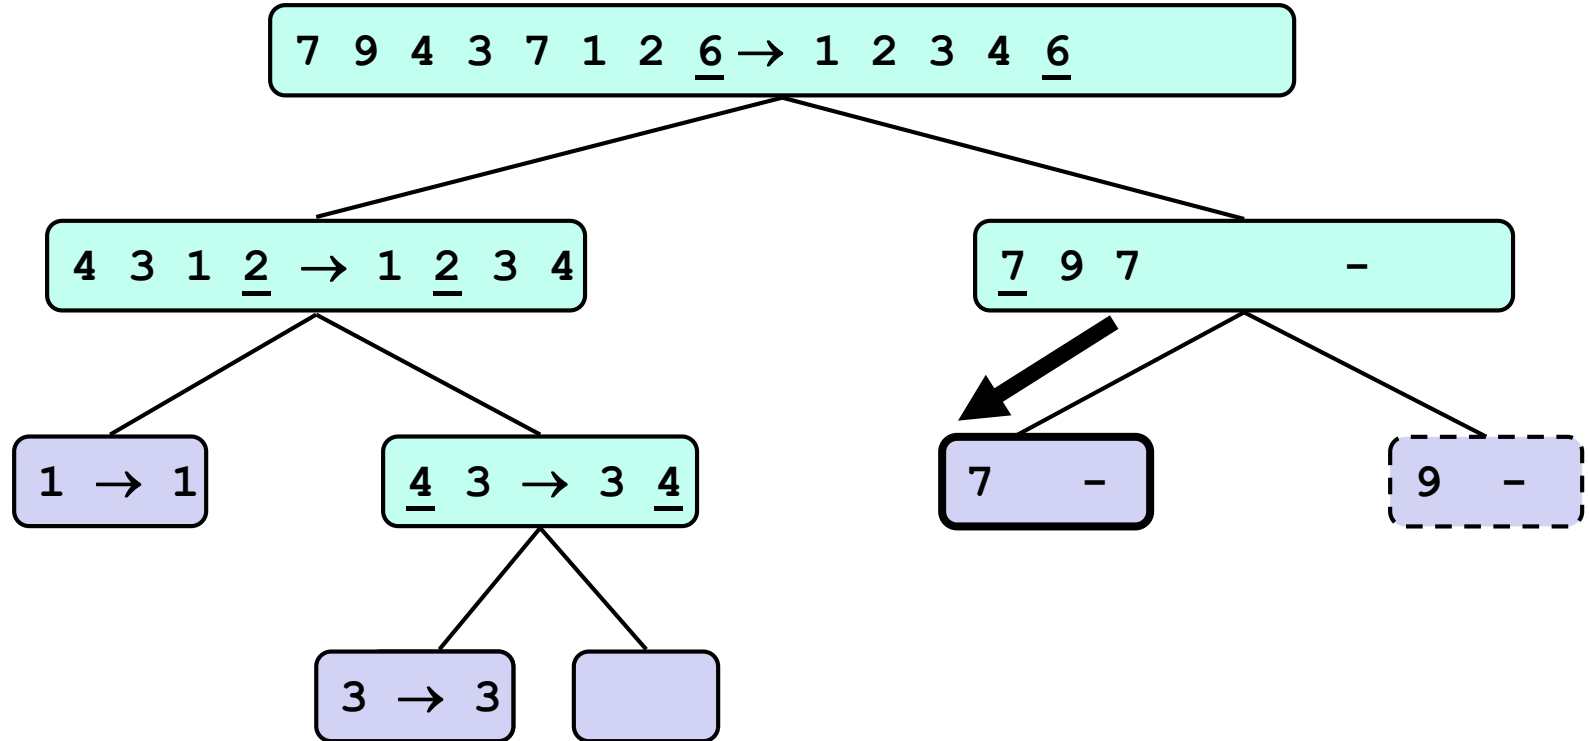 7 9 4 3 7 1 2 6 → 1 2 3 4 6
4 3 1 2 → 1 2 3 4
7 9 7 –
1 → 1
4 3 → 3 4
7 –
9 –
3 → 3